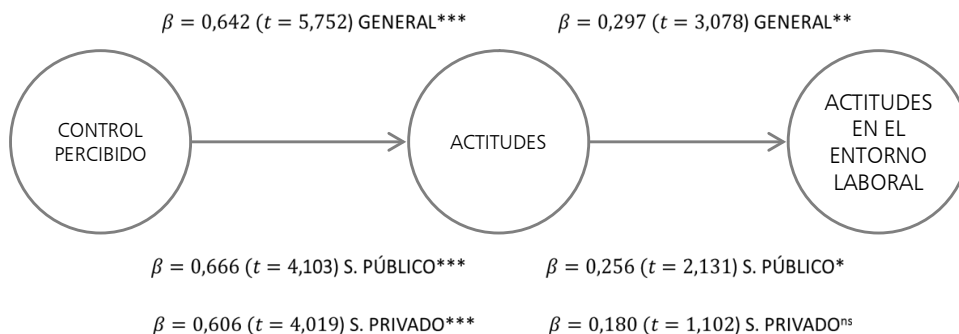 β = 0,642 (t = 5,752) GENERAL***
β = 0,297 (t = 3,078) GENERAL**
CONTROL
PERCIBIDO
ACTITUDES
ACTITUDES
EN EL
ENTORNO
LABORAL
β = 0,666 (t = 4,103) S. PÚBLICO***
β = 0,256 (t = 2,131) S. PÚBLICO*
β = 0,606 (t = 4,019) S. PRIVADO***
β = 0,180 (t = 1,102) S. PRIVADOⁿˢ